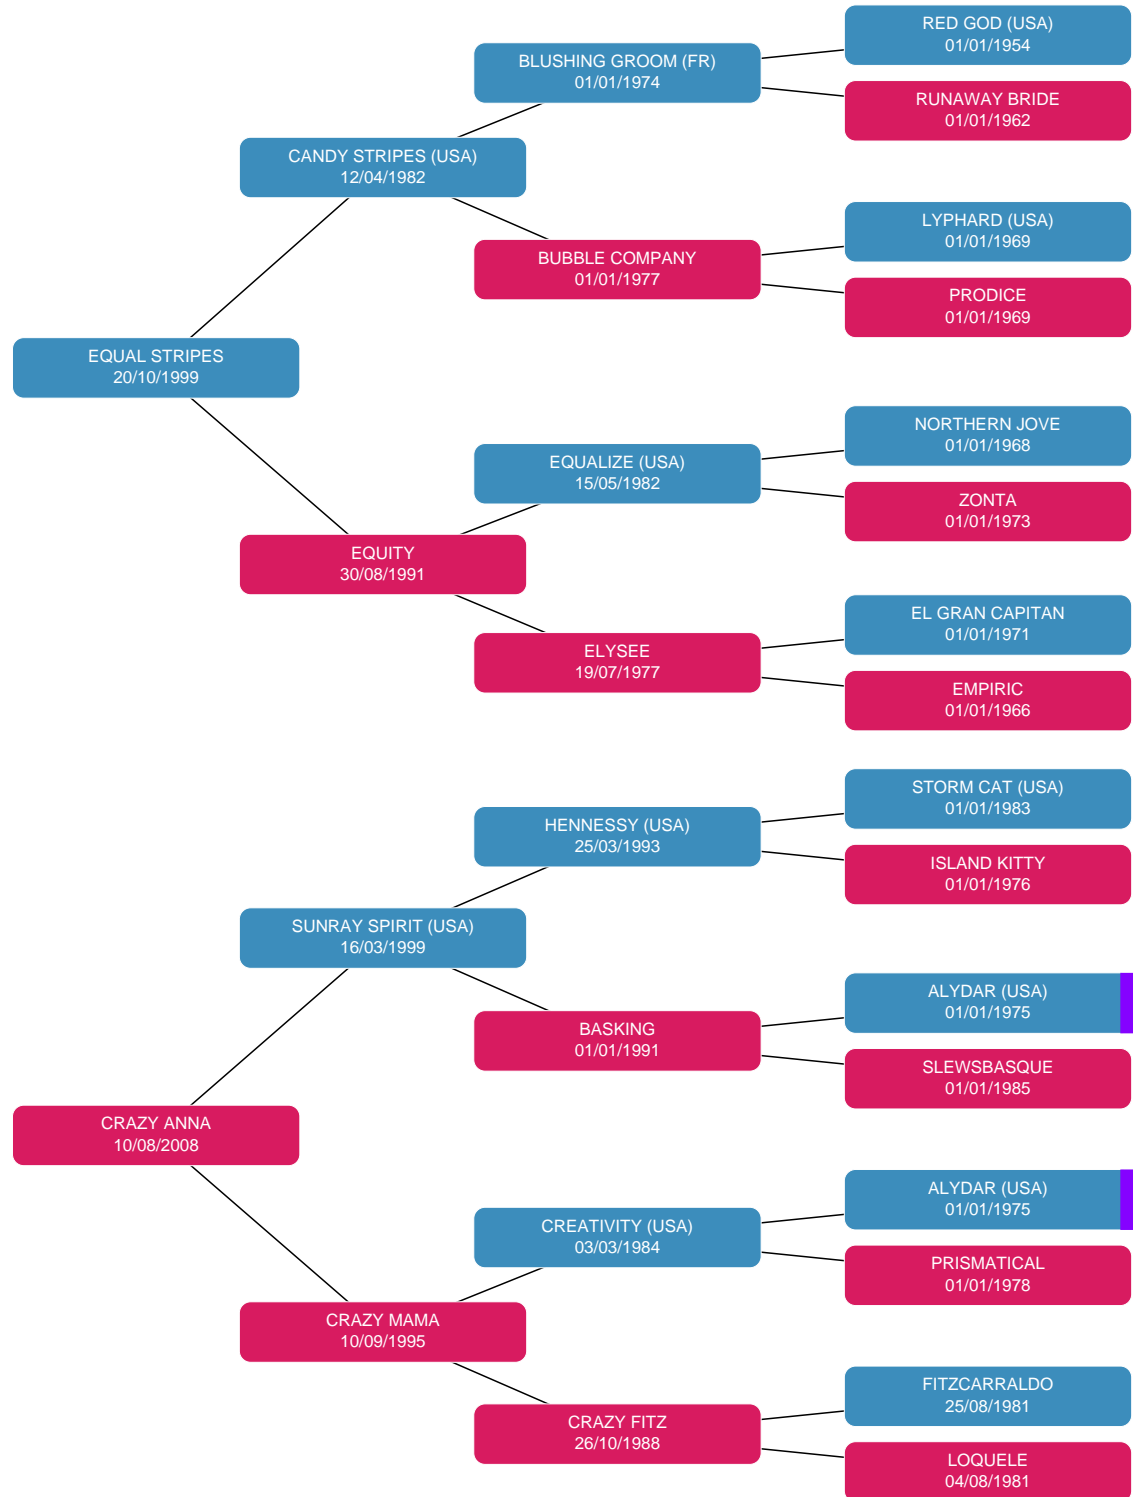 RED GOD (USA)
01/01/1954
BLUSHING GROOM (FR)
01/01/1974
RUNAWAY BRIDE
01/01/1962
CANDY STRIPES (USA)
12/04/1982
LYPHARD (USA)
01/01/1969
BUBBLE COMPANY
01/01/1977
PRODICE
01/01/1969
EQUAL STRIPES
20/10/1999
NORTHERN JOVE
01/01/1968
EQUALIZE (USA)
15/05/1982
ZONTA
01/01/1973
EQUITY
30/08/1991
EL GRAN CAPITAN
01/01/1971
ELYSEE
19/07/1977
EMPIRIC
01/01/1966
STORM CAT (USA)
01/01/1983
HENNESSY (USA)
25/03/1993
ISLAND KITTY
01/01/1976
SUNRAY SPIRIT (USA)
16/03/1999
ALYDAR (USA)
01/01/1975
BASKING
01/01/1991
SLEWSBASQUE
01/01/1985
CRAZY ANNA
10/08/2008
ALYDAR (USA)
01/01/1975
CREATIVITY (USA)
03/03/1984
PRISMATICAL
01/01/1978
CRAZY MAMA
10/09/1995
FITZCARRALDO
25/08/1981
CRAZY FITZ
26/10/1988
LOQUELE
04/08/1981